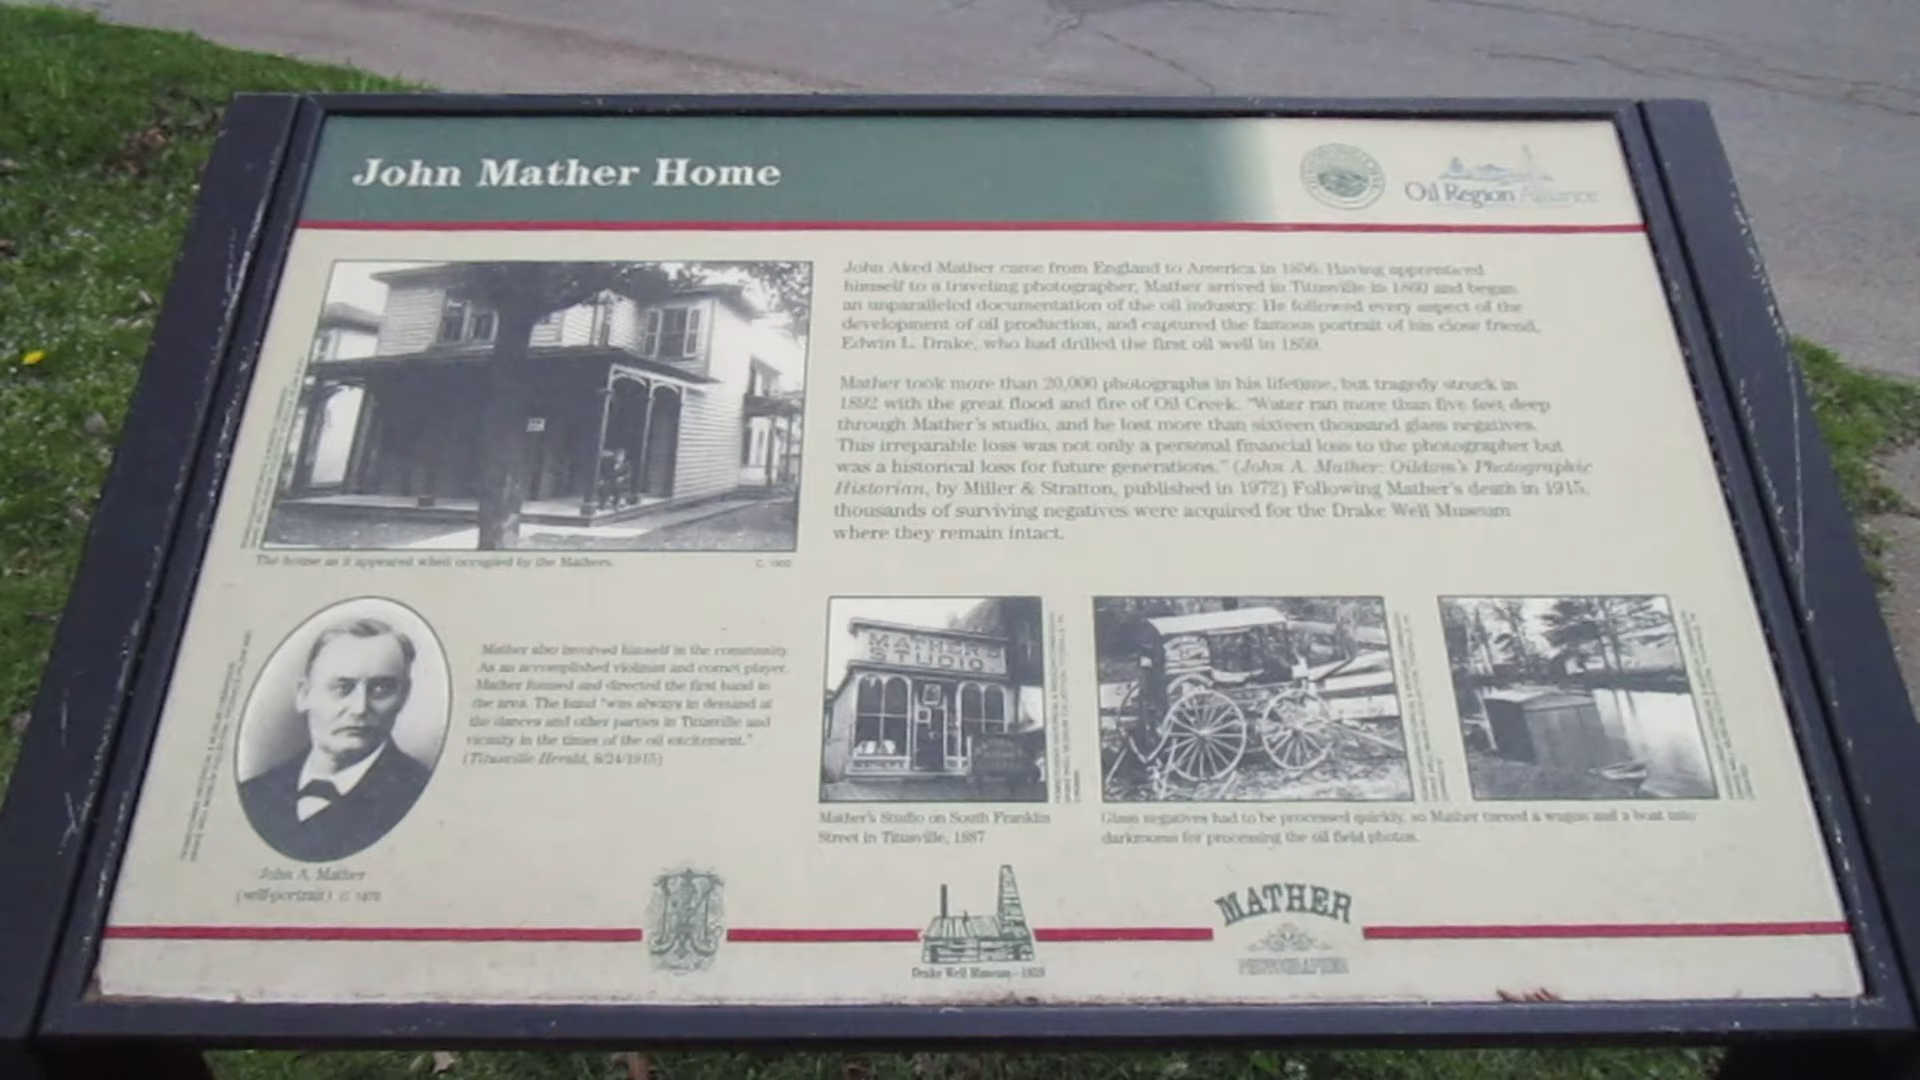 John Mather Home
Oil Region Alliance
John Aked Mather came from England to America in 1856. Having apprenticed
himself to a traveling photographer, Mather arrived in Titusville in 1860 and began
an unparalleled documentation of the oil industry. He followed every aspect of the
development of oil production, and captured the famous portrait of his close friend,
Edwin L. Drake, who had drilled the first oil well in 1859.
Mather took more than 20,000 photographs in his lifetime, but tragedy struck in
1892 with the great flood and fire of Oil Creek. "Water ran more than five feet deep
through Mather's studio, and he lost more than sixteen thousand glass negatives.
This irreparable loss was not only a personal financial loss to the photographer but
was a historical loss for future generations." (John A. Mather: Oildom's Photographic
Historian, by Miller & Stratton, published in 1972) Following Mather's death in 1915,
thousands of surviving negatives were acquired for the Drake Well Museum
where they remain intact.
The house as it appeared when occupied by the Mathers.
C. 1900
Mather also involved himself in the community.
As an accomplished violinist and cornet player,
Mather formed and directed the first band in
the area. The band "was always in demand at
the dances and other parties in Titusville and
vicinity in the times of the oil excitement."
(Titusville Herald, 8/24/1915)
John A. Mather
(self-portrait) C. 1870
MATHER'S
STUDIO
Mather's Studio on South Franklin
Street in Titusville, 1887
Glass negatives had to be processed quickly, so Mather turned a wagon and a boat into
darkrooms for processing the oil field photos.
Drake Well Museum - 1859
MATHER
PHOTOGRAPHER